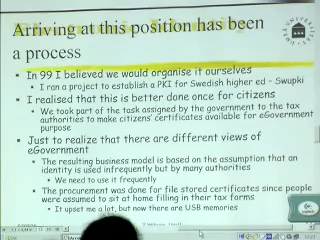 Arriving at this position has been
a process
In 99 I believed we would organise it ourselves
I ran a project to establish a PKI for Swedish higher ed - Swupki
I realised that this is better done once for citizens
We took part of the task assigned by the government to the tax
authorities to make citizens' certificates available for eGovernment
purpose
Just to realize that there are different views of
eGovernment
The resulting business model is based on the assumption that an
identity is used infrequently but by many authorities
We need to use it frequently
The procurement was done for file stored certificates since people
were assumed to sit at home filling in their tax forms
It upset me a lot, but now there are USB memories